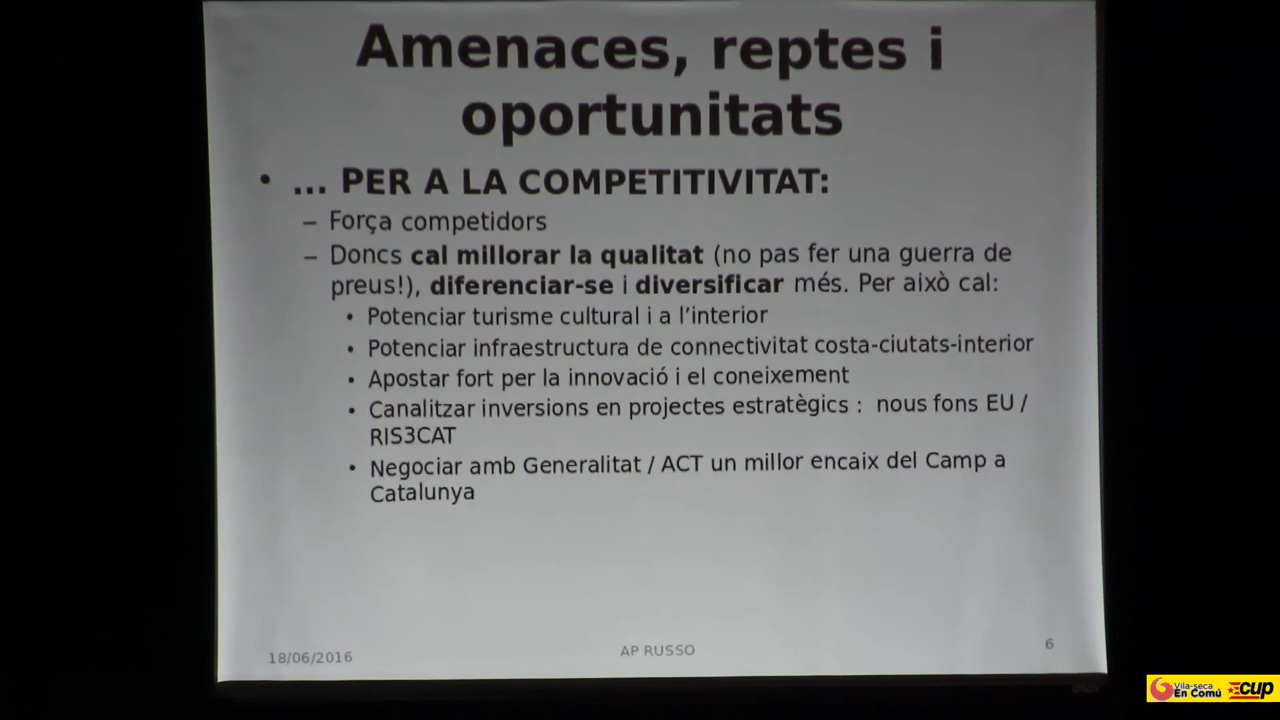 Amenaces, reptes i
oportunitats
• ... PER A LA COMPETITIVITAT:
– Força competidors
– Doncs cal millorar la qualitat (no pas fer una guerra de
preus!), diferenciar-se i diversificar més. Per això cal:
• Potenciar turisme cultural i a l’interior
• Potenciar infraestructura de connectivitat costa-ciutats-interior
• Apostar fort per la innovació i el coneixement
• Canalitzar inversions en projectes estratègics :  nous fons EU /
RIS3CAT
• Negociar amb Generalitat / ACT un millor encaix del Camp a
Catalunya
18/06/2016
AP RUSSO
6
Vila-seca
En Comú
cup